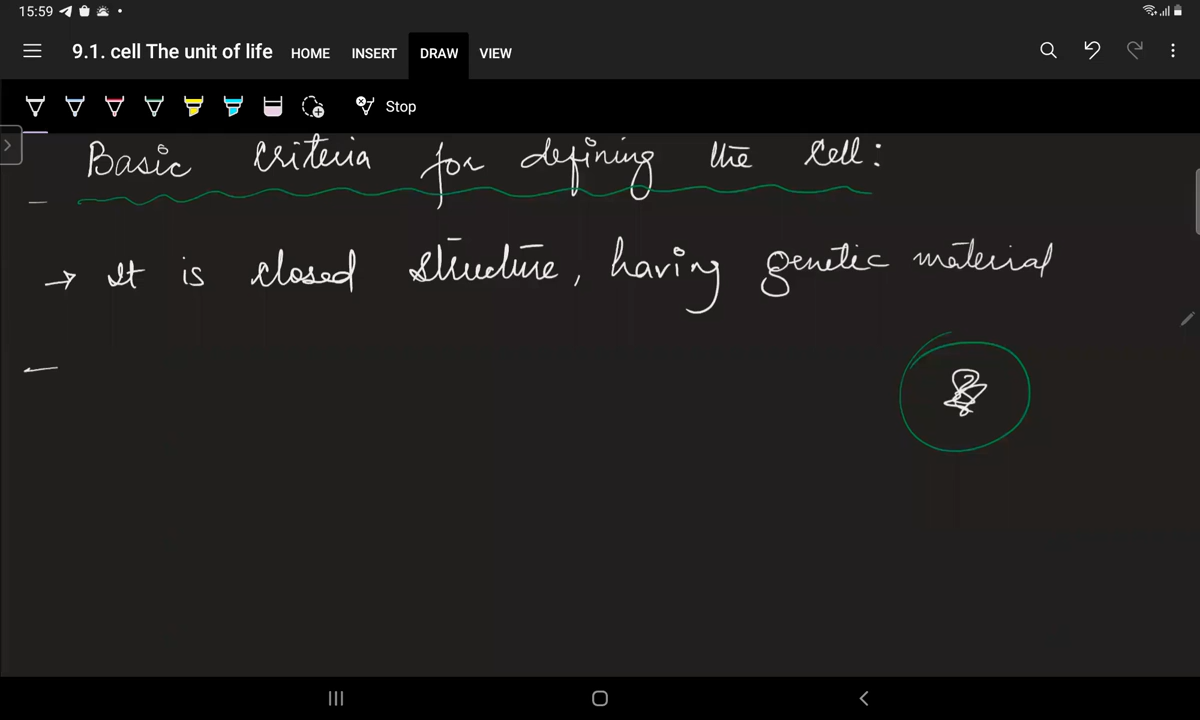 15:59
9.1. cell The unit of life HOME INSERT DRAW VIEW
Stop
Basic criteria for defining the cell:
→ It is closed structure, having genetic material